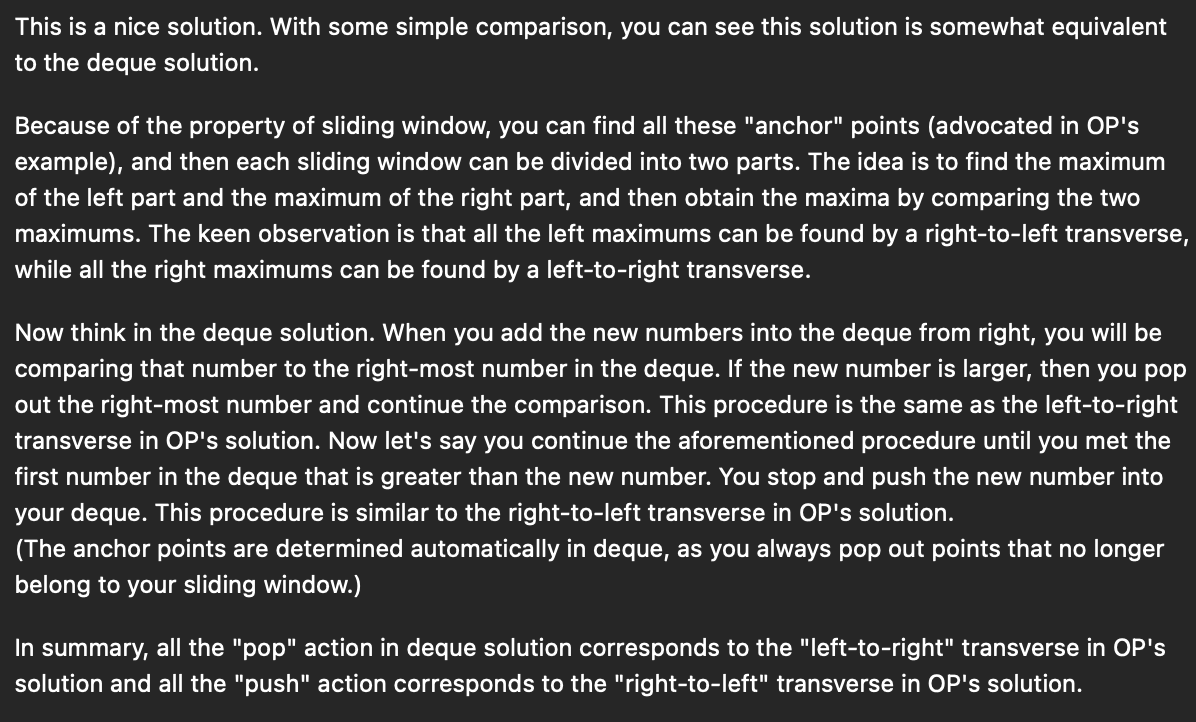 This is a nice solution. With some simple comparison, you can see this solution is somewhat equivalent
to the deque solution.
Because of the property of sliding window, you can find all these "anchor" points (advocated in OP's
example), and then each sliding window can be divided into two parts. The idea is to find the maximum
of the left part and the maximum of the right part, and then obtain the maxima by comparing the two
maximums. The keen observation is that all the left maximums can be found by a right-to-left transverse,
while all the right maximums can be found by a left-to-right transverse.
Now think in the deque solution. When you add the new numbers into the deque from right, you will be
comparing that number to the right-most number in the deque. If the new number is larger, then you pop
out the right-most number and continue the comparison. This procedure is the same as the left-to-right
transverse in OP's solution. Now let's say you continue the aforementioned procedure until you met the
first number in the deque that is greater than the new number. You stop and push the new number into
your deque. This procedure is similar to the right-to-left transverse in OP's solution.
(The anchor points are determined automatically in deque, as you always pop out points that no longer
belong to your sliding window.)
In summary, all the "pop" action in deque solution corresponds to the "left-to-right" transverse in OP's
solution and all the "push" action corresponds to the "right-to-left" transverse in OP's solution.